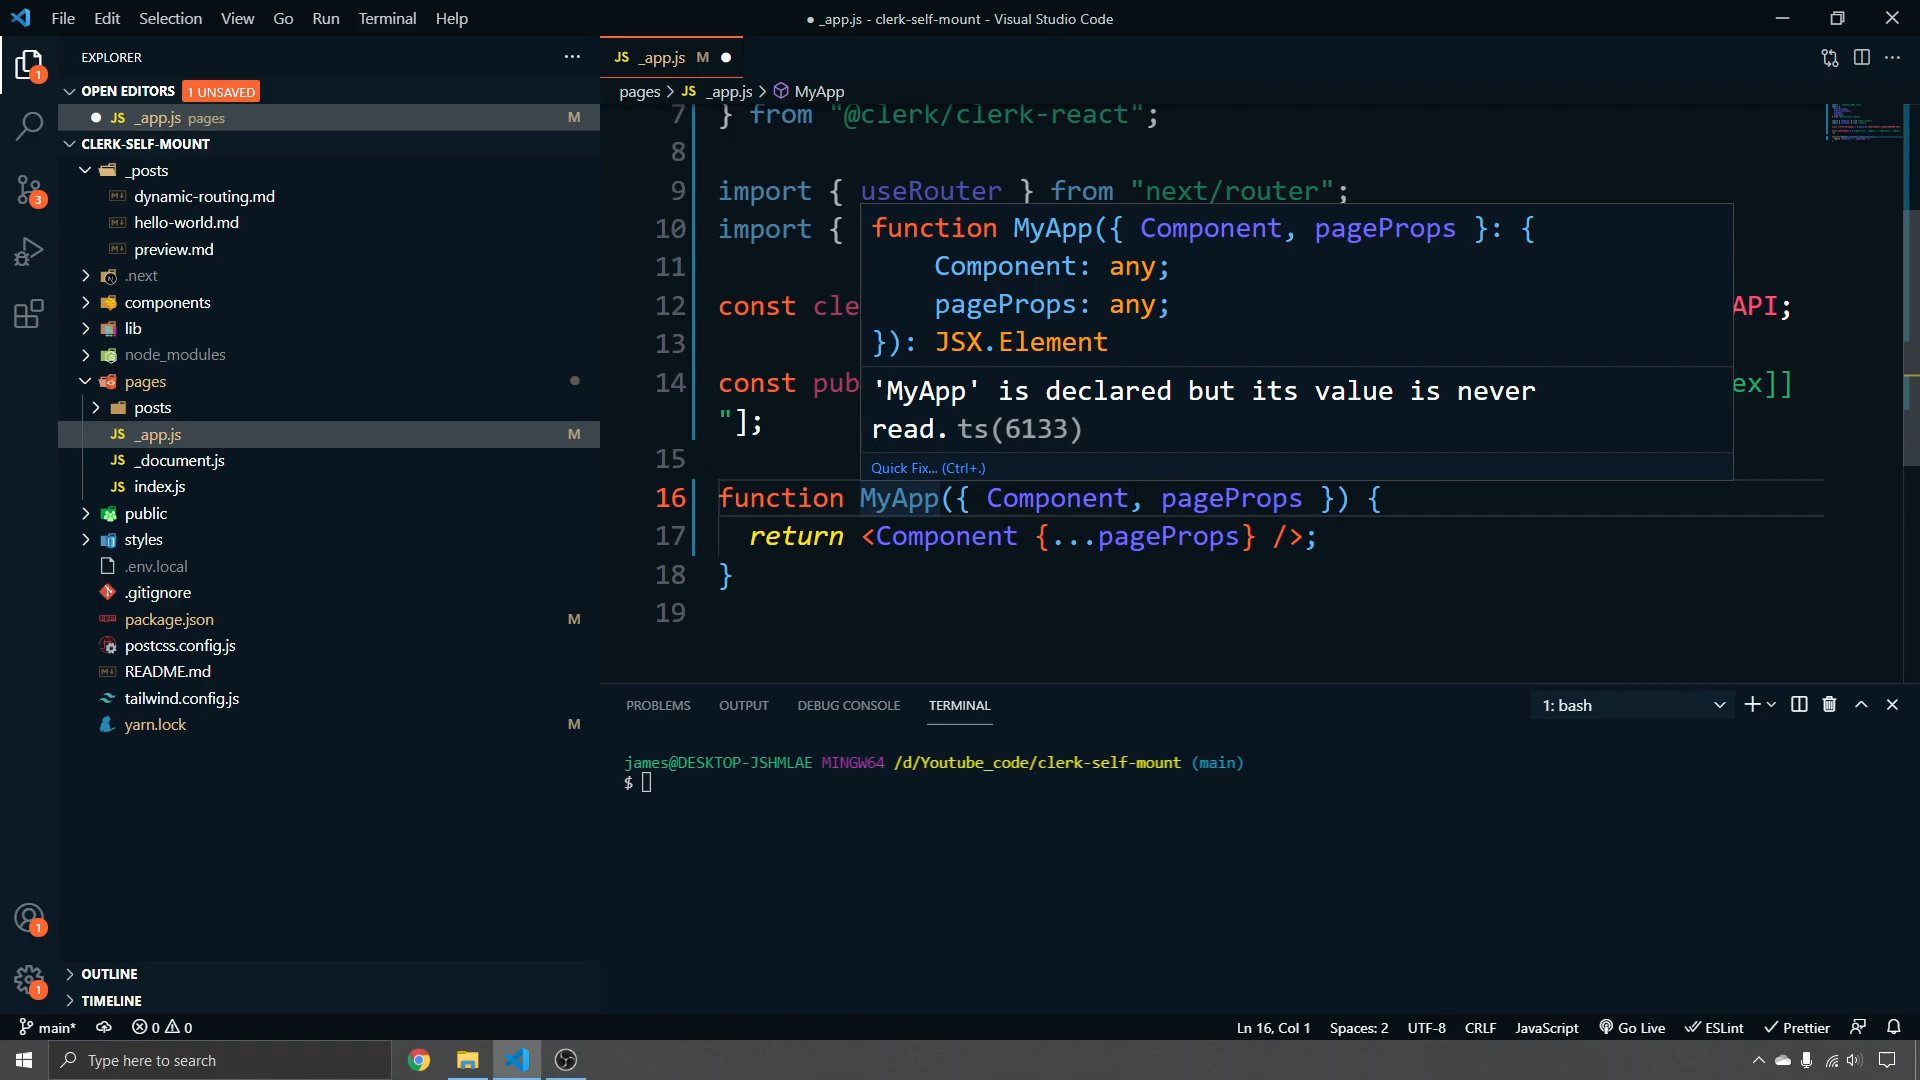 File Edit Selection View Go Run Terminal Help
● _app.js - clerk-self-mount - Visual Studio Code
EXPLORER
OPEN EDITORS 1 UNSAVED
JS _app.js pages M
CLERK-SELF-MOUNT
_posts
dynamic-routing.md
hello-world.md
preview.md
.next
components
lib
node_modules
pages
posts
JS _app.js M
JS _document.js
JS index.js
public
styles
.env.local
.gitignore
package.json M
postcss.config.js
README.md
tailwind.config.js
yarn.lock M
OUTLINE
TIMELINE
1
3
1
1
JS _app.js M
pages > JS _app.js > MyApp
7 } from "@clerk/clerk-react";
8
9 import { useRouter } from "next/router";
10 import {
11
12 const cle API;
13
14 const pub ex]]
"];
15
function MyApp({ Component, pageProps }: {
Component: any;
pageProps: any;
}): JSX.Element
'MyApp' is declared but its value is never
read. ts(6133)
Quick Fix... (Ctrl+.)
16 function MyApp({ Component, pageProps }) {
17 return <Component {...pageProps} />;
18 }
19
PROBLEMS OUTPUT DEBUG CONSOLE TERMINAL
1: bash
james@DESKTOP-JSHMLAE MINGW64 /d/Youtube_code/clerk-self-mount (main)
$
main* 0 0
Ln 16, Col 1 Spaces: 2 UTF-8 CRLF JavaScript Go Live ESLint Prettier
Type here to search